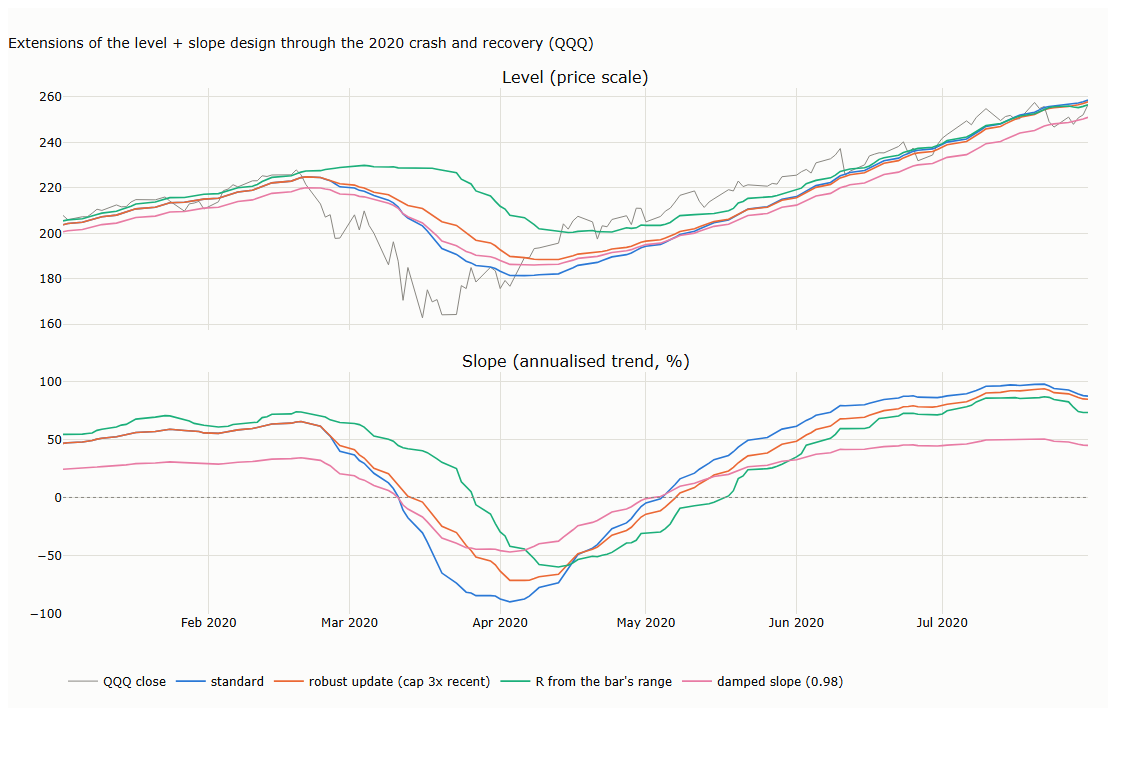 Extensions of the level + slope design through the 2020 crash and recovery (QQQ)
Level (price scale)
260
240
220
200
180
160
Slope (annualised trend, %)
100
50
0
−50
−100
Feb 2020
Mar 2020
Apr 2020
May 2020
Jun 2020
Jul 2020
QQQ close
standard
robust update (cap 3x recent)
R from the bar's range
damped slope (0.98)